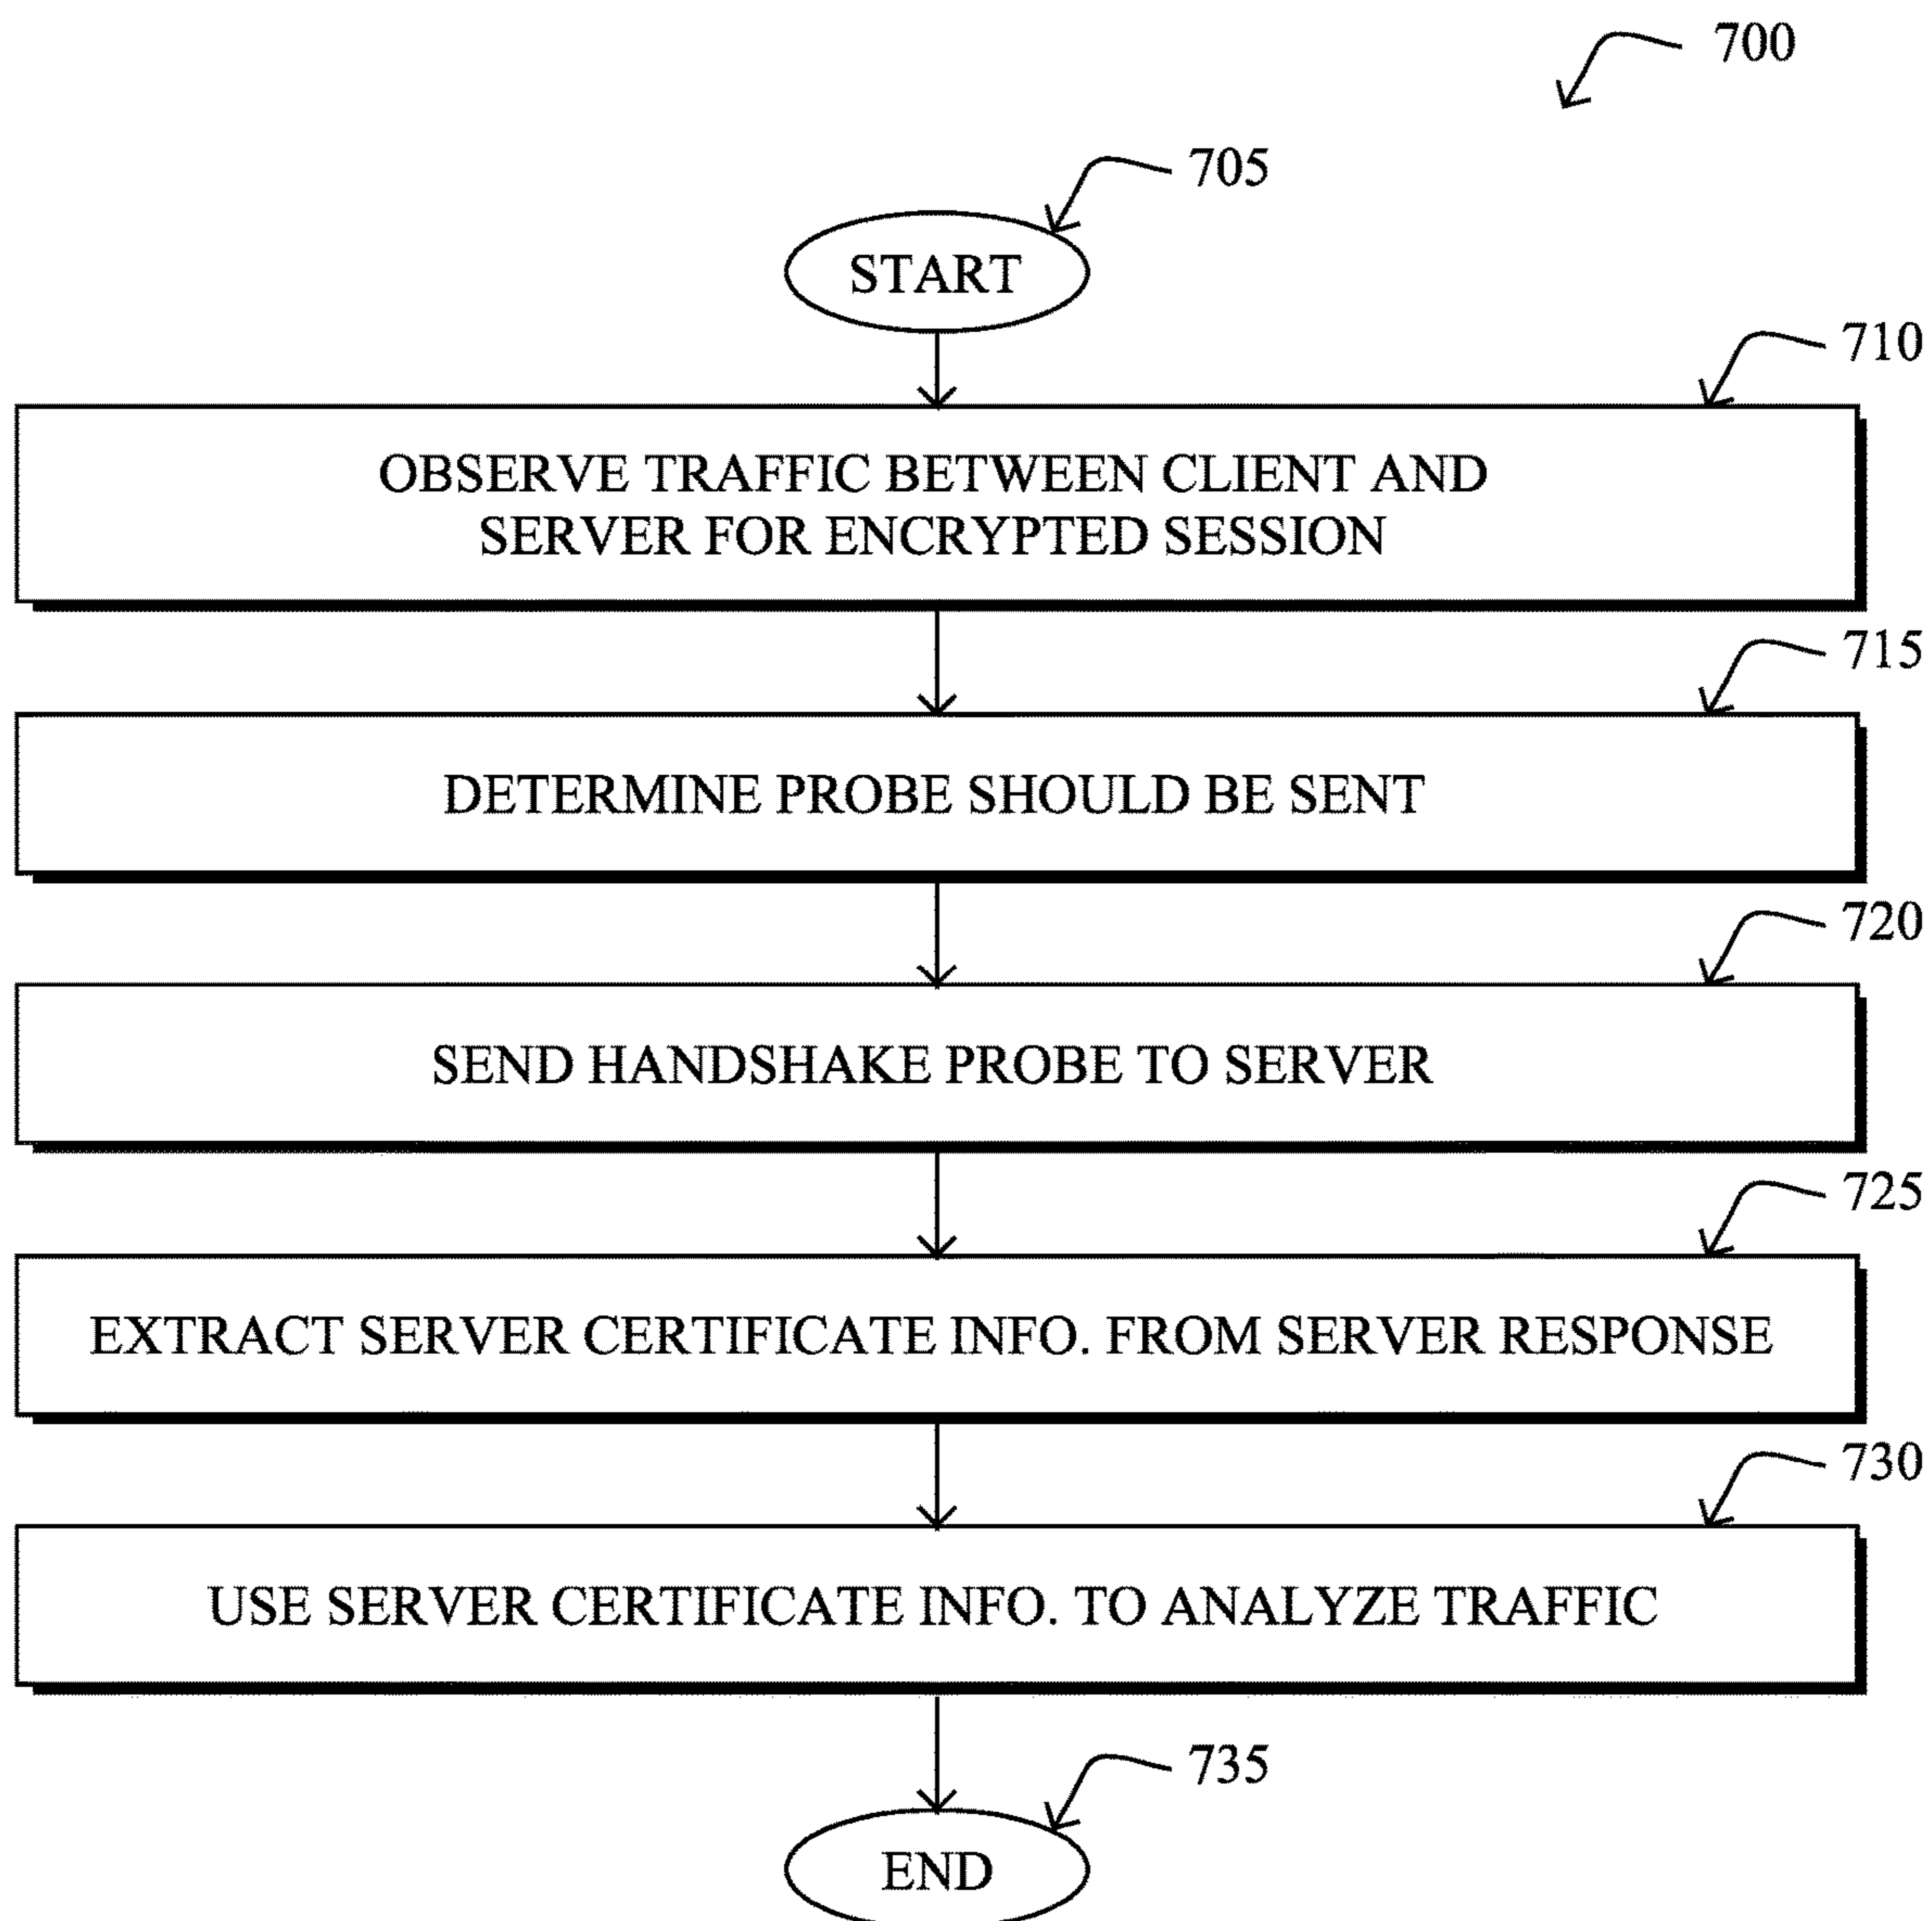 700
705
START
710
OBSERVE TRAFFIC BETWEEN CLIENT AND
SERVER FOR ENCRYPTED SESSION
715
DETERMINE PROBE SHOULD BE SENT
720
SEND HANDSHAKE PROBE TO SERVER
725
EXTRACT SERVER CERTIFICATE INFO. FROM SERVER RESPONSE
730
USE SERVER CERTIFICATE INFO. TO ANALYZE TRAFFIC
735
END